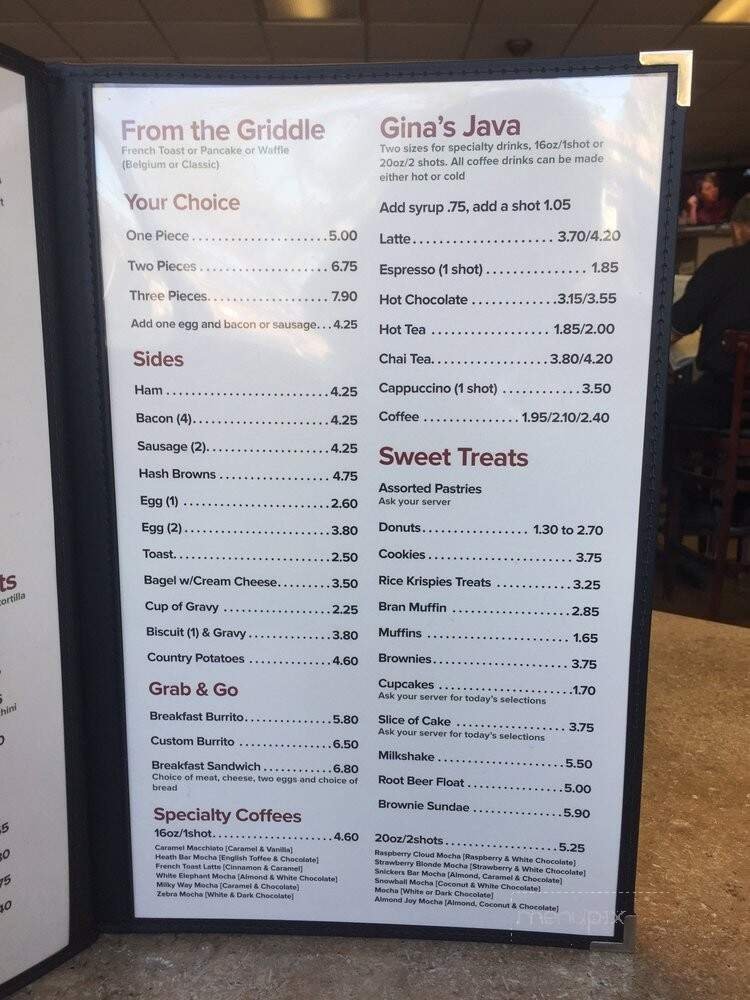 From the Griddle
French Toast or Pancake or Waffle
(Belgium or Classic)
Your Choice
One Piece....................5.00
Two Pieces....................6.75
Three Pieces....................7.90
Add one egg and bacon or sausage...4.25
Sides
Ham....................4.25
Bacon (4)....................4.25
Sausage (2)....................4.25
Hash Browns....................4.75
Egg (1)....................2.60
Egg (2)....................3.80
Toast....................2.50
Bagel w/Cream Cheese........3.50
Cup of Gravy....................2.25
Biscuit (1) & Gravy................3.80
Country Potatoes................4.60
Grab & Go
Breakfast Burrito................5.80
Custom Burrito................6.50
Breakfast Sandwich............6.80
Choice of meat, cheese, two eggs and choice of
bread
Specialty Coffees
16oz/1shot....................4.60
Caramel Macchiato [Caramel & Vanilla]
Heath Bar Mocha [English Toffee & Chocolate]
French Toast Latte [Cinnamon & Caramel]
White Elephant Mocha [Almond & White Chocolate]
Milky Way Mocha [Caramel & Chocolate]
Zebra Mocha [White & Dark Chocolate]
Gina's Java
Two sizes for specialty drinks, 16oz/1shot or
20oz/2 shots. All coffee drinks can be made
either hot or cold
Add syrup .75, add a shot 1.05
Latte....................3.70/4.20
Espresso (1 shot)................1.85
Hot Chocolate............3.15/3.55
Hot Tea................1.85/2.00
Chai Tea................3.80/4.20
Cappuccino (1 shot)............3.50
Coffee............1.95/2.10/2.40
Sweet Treats
Assorted Pastries
Ask your server
Donuts................1.30 to 2.70
Cookies....................3.75
Rice Krispies Treats............3.25
Bran Muffin................2.85
Muffins....................1.65
Brownies....................3.75
Cupcakes....................1.70
Ask your server for today's selections
Slice of Cake................3.75
Ask your server for today's selections
Milkshake....................5.50
Root Beer Float................5.00
Brownie Sundae................5.90
20oz/2shots................5.25
Raspberry Cloud Mocha [Raspberry & White Chocolate]
Strawberry Blonde Mocha [Strawberry & White Chocolate]
Snickers Bar Mocha [Almond, Caramel & Chocolate]
Snowball Mocha [Coconut & White Chocolate]
Mocha [White or Dark Chocolate]
Almond Joy Mocha [Almond, Coconut & Chocolate]
menupix